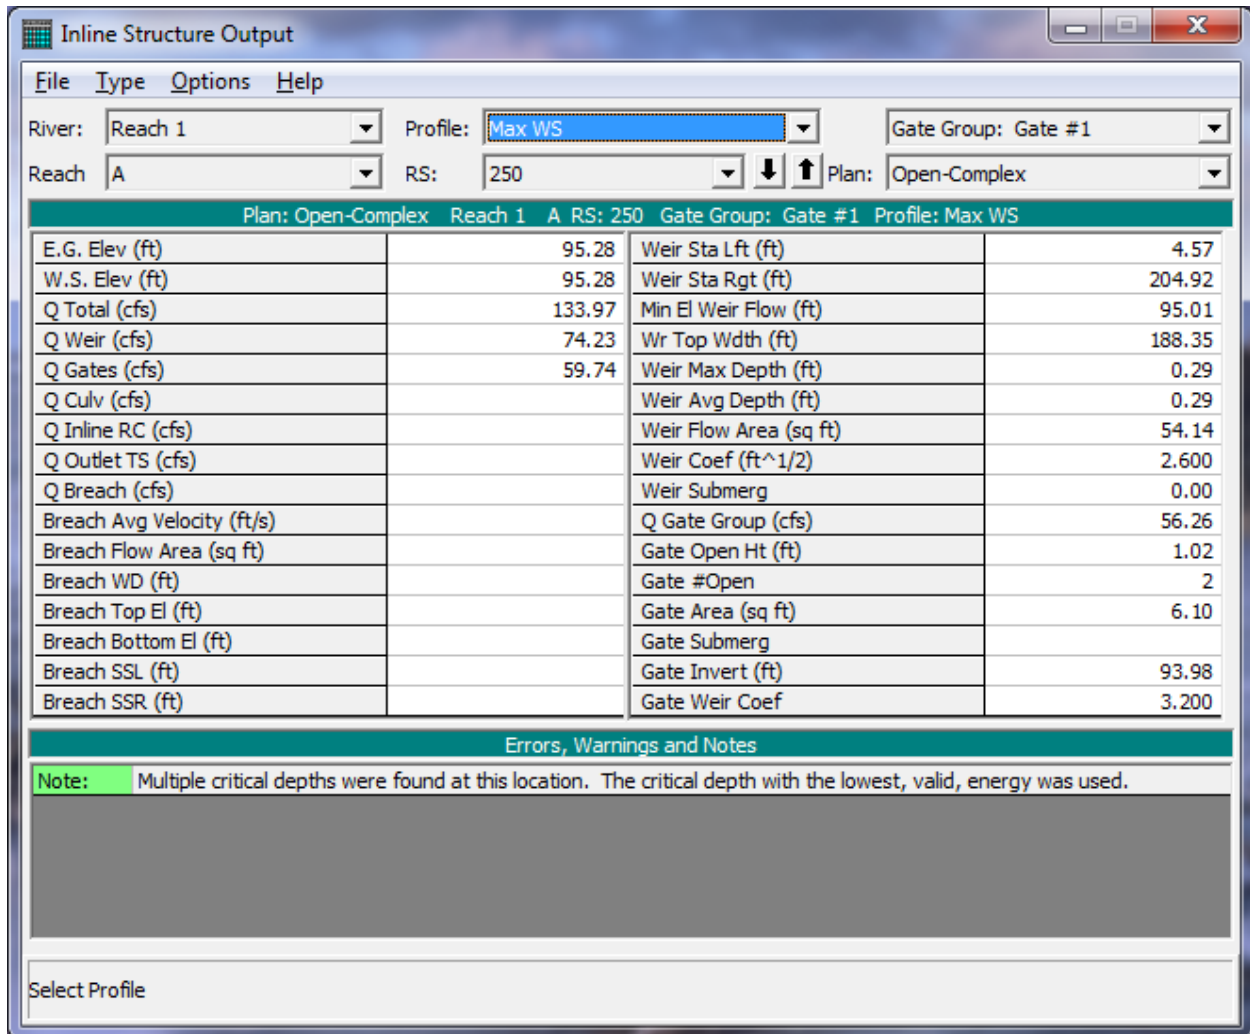 Inline Structure Output
File Type Options Help
River: Reach 1 Profile: Max WS Gate Group: Gate #1
Reach A RS: 250 Plan: Open-Complex
Plan: Open-Complex Reach 1 A RS: 250 Gate Group: Gate #1 Profile: Max WS
E.G. Elev (ft) 95.28 Weir Sta Lft (ft) 4.57
W.S. Elev (ft) 95.28 Weir Sta Rgt (ft) 204.92
Q Total (cfs) 133.97 Min El Weir Flow (ft) 95.01
Q Weir (cfs) 74.23 Wr Top Wdth (ft) 188.35
Q Gates (cfs) 59.74 Weir Max Depth (ft) 0.29
Q Culv (cfs) Weir Avg Depth (ft) 0.29
Q Inline RC (cfs) Weir Flow Area (sq ft) 54.14
Q Outlet TS (cfs) Weir Coef (ft^1/2) 2.600
Q Breach (cfs) Weir Submerg 0.00
Breach Avg Velocity (ft/s) Q Gate Group (cfs) 56.26
Breach Flow Area (sq ft) Gate Open Ht (ft) 1.02
Breach WD (ft) Gate #Open 2
Breach Top El (ft) Gate Area (sq ft) 6.10
Breach Bottom El (ft) Gate Submerg
Breach SSL (ft) Gate Invert (ft) 93.98
Breach SSR (ft) Gate Weir Coef 3.200
Errors, Warnings and Notes
Note: Multiple critical depths were found at this location. The critical depth with the lowest, valid, energy was used.
Select Profile